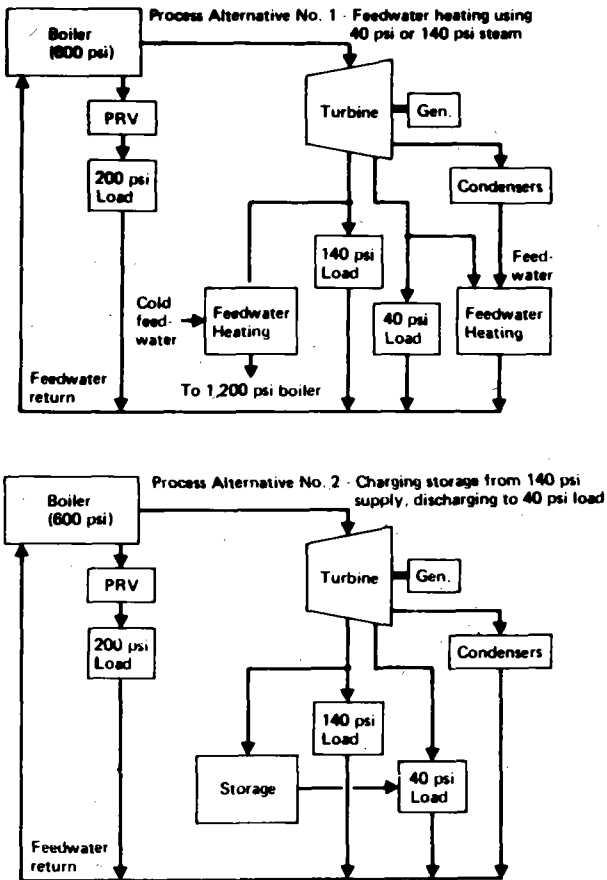 Process Alternative No. 1 - Feedwater heating using
40 psi or 140 psi steam
Boiler
(600 psi)
PRV
200 psi
Load
Turbine
Gen.
Condensers
140 psi
Load
Feed-
water
Cold
feed-
water
Feedwater
Heating
40 psi
Load
Feedwater
Heating
To 1,200 psi boiler
Feedwater
return
Process Alternative No. 2 - Charging storage from 140 psi
supply, discharging to 40 psi load
Boiler
(600 psi)
PRV
200 psi
Load
Turbine
Gen.
Condensers
140 psi
Load
Storage
40 psi
Load
Feedwater
return